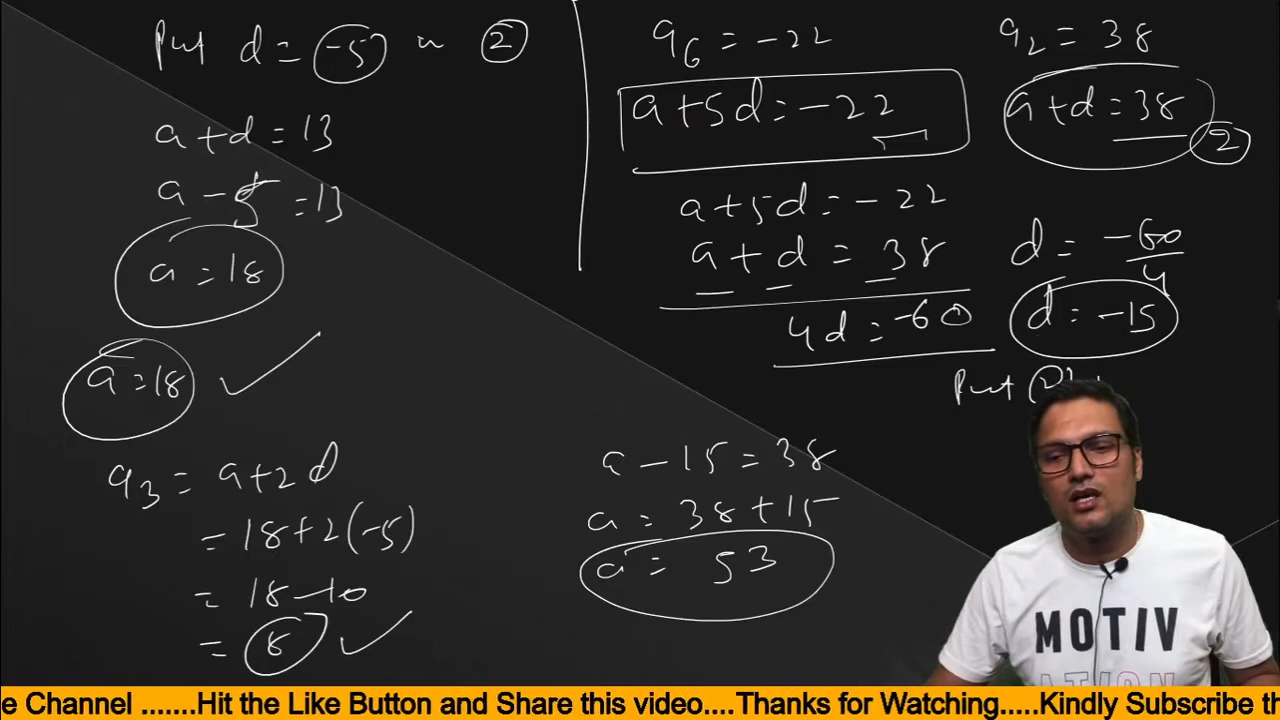 Put d = -5 in ②
a + d = 13
a - 5 = 13
a = 18
a = 18 ✓
a3 = a + 2d
= 18 + 2(-5)
= 18 - 10
= 8 ✓
a6 = -22
a + 5d = -22
a2 = 38
a + d = 38 ②
a + 5d = -22
a + d = 38
4d = -60
d = -60/4
d = -15
Put
a - 15 = 38
a = 38 + 15
a = 53
MOTIV
ATION
e Channel .......Hit the Like Button and Share this video....Thanks for Watching.....Kindly Subscribe th